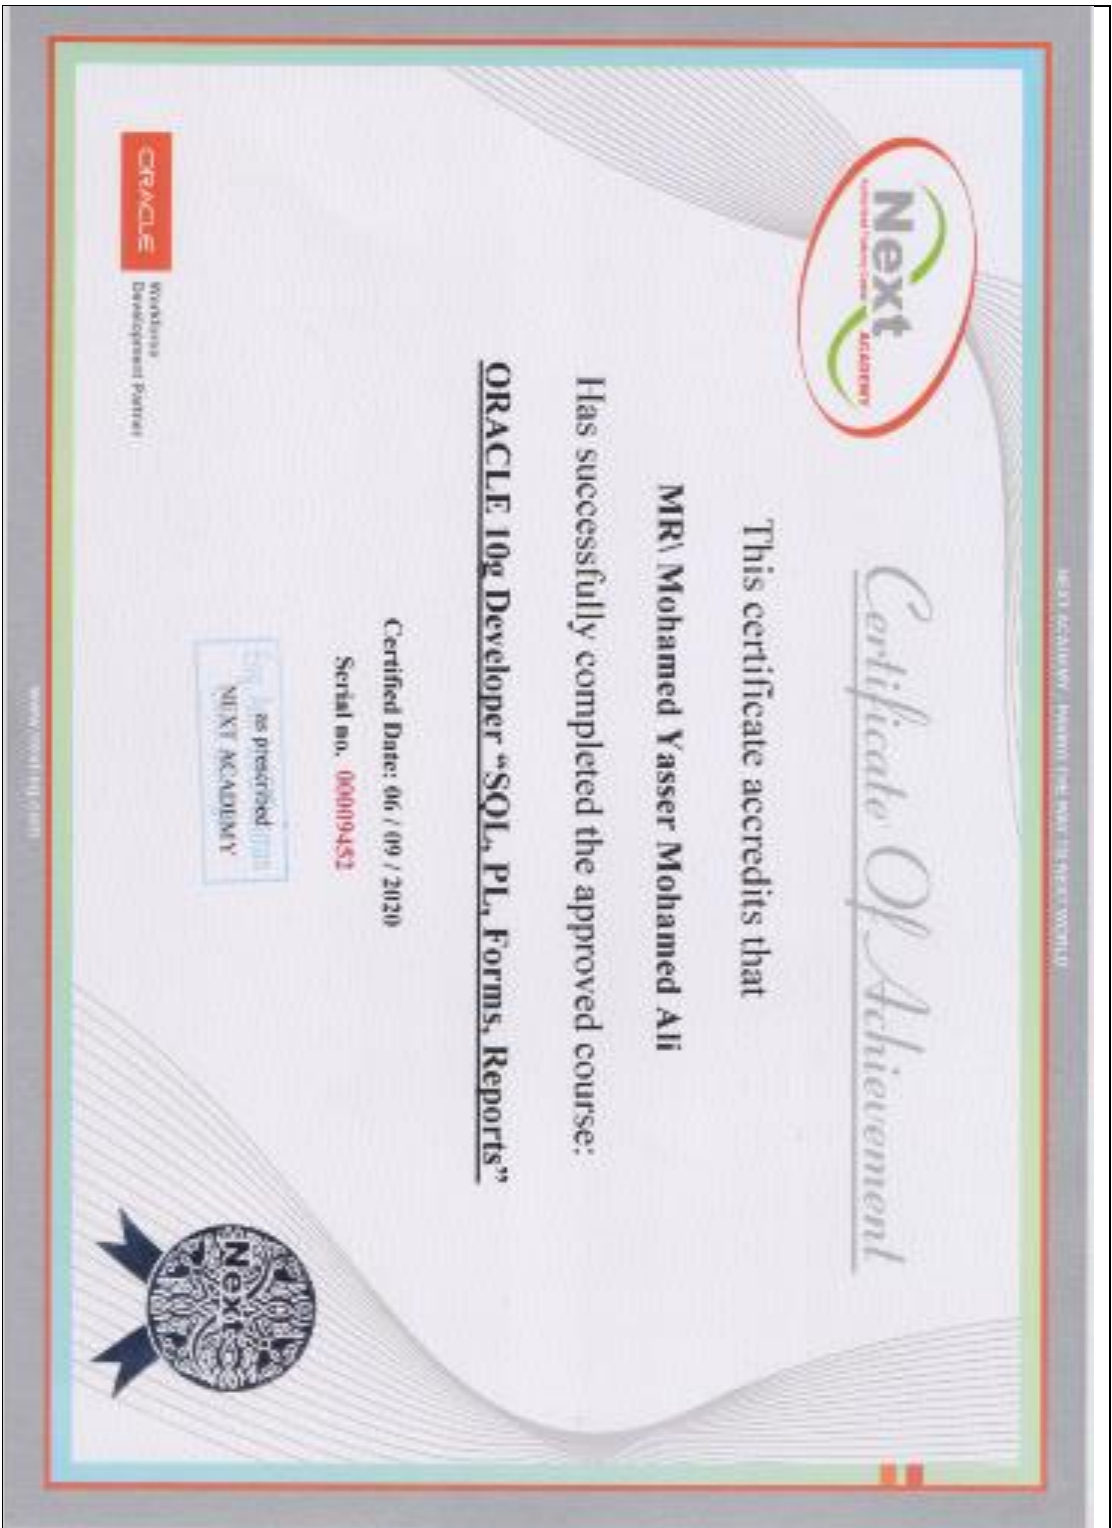 NEXT ACADEMY
Next
ACADEMY
Certificate Of Achievement
This certificate accredits that
MR\ Mohamed Yasser Mohamed Ali
Has successfully completed the approved course:
ORACLE 10g Developer “SQL, PL, Forms, Reports”
Certified Date: 06 / 09 / 2020
Serial no. 00009452
as prescribed
NEXT ACADEMY
ORACLE
Workforce
Development Partner
Next